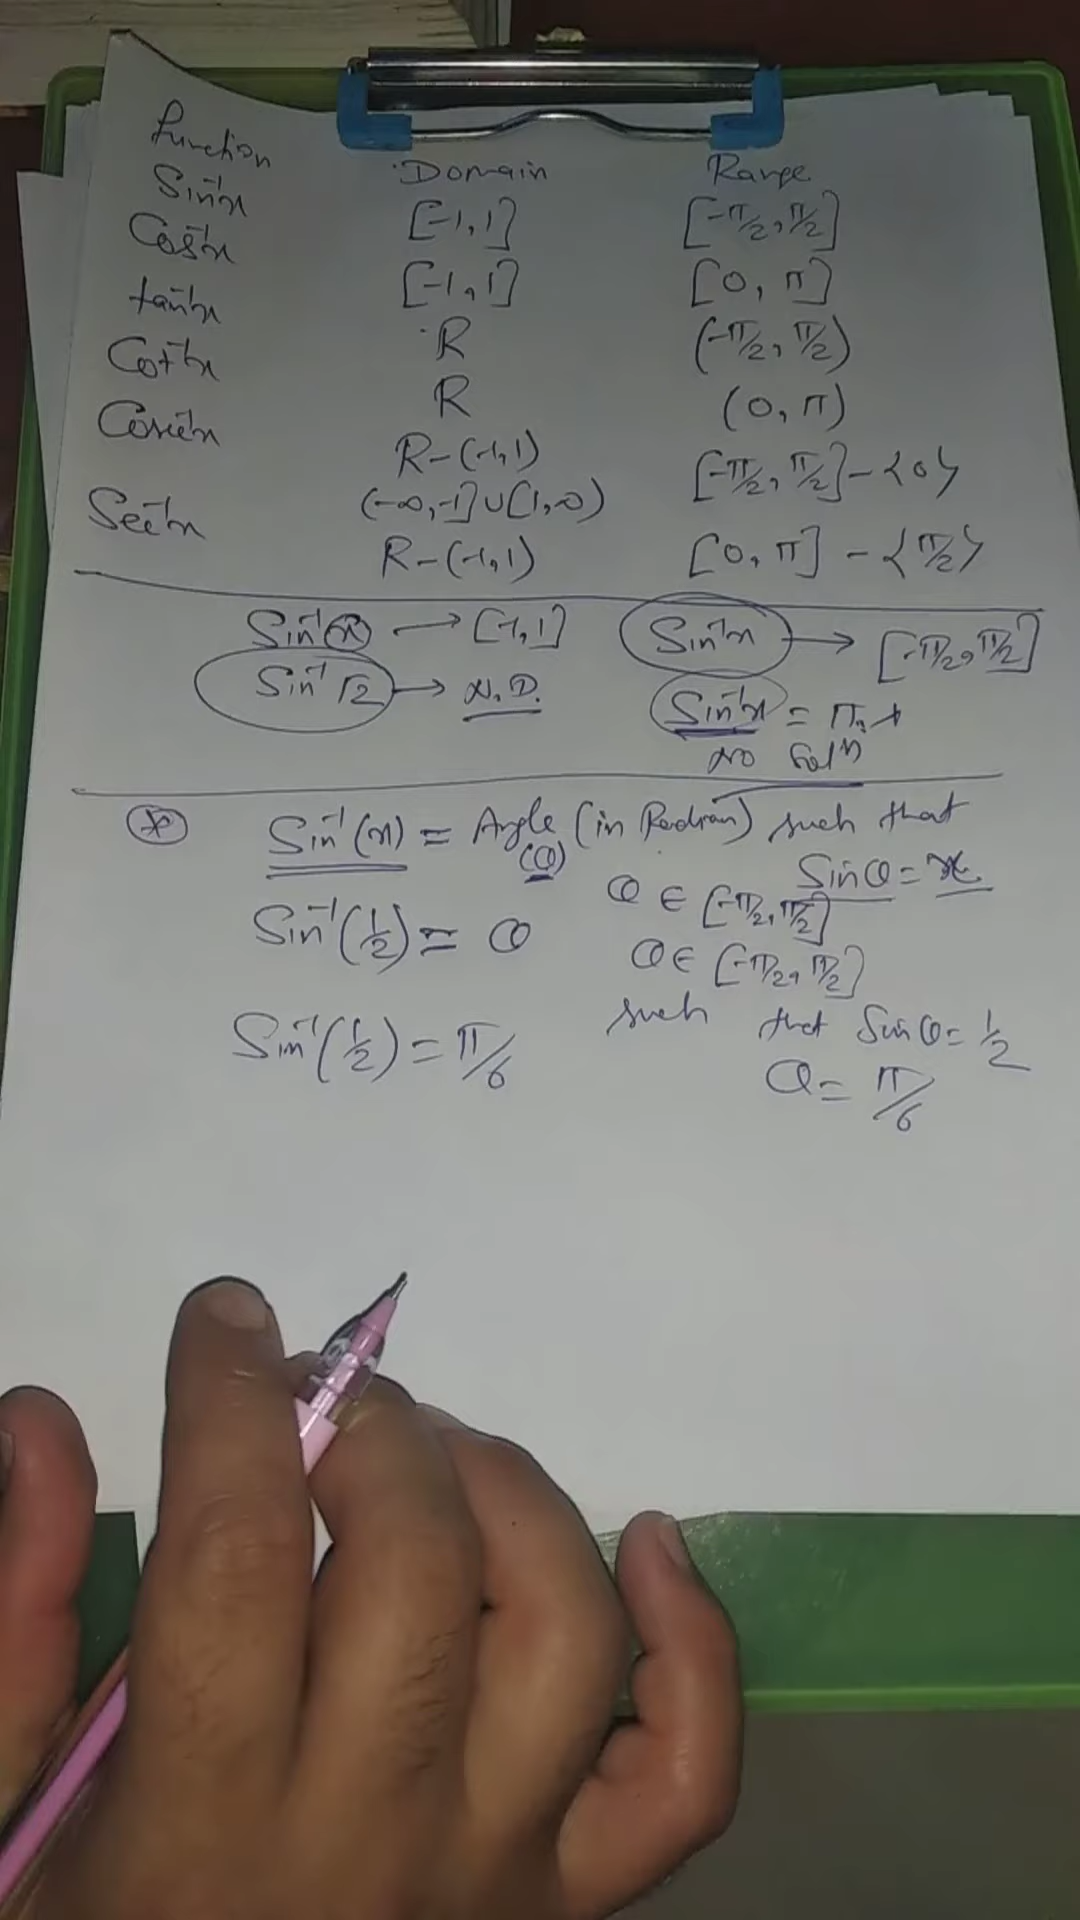 Function Domain Range
Sin⁻¹x [-1,1] [-π/2, π/2]
Cos⁻¹x [-1,1] [0, π]
tan⁻¹x R (-π/2, π/2)
Cot⁻¹x R (0, π)
Cosec⁻¹x R-(-1,1) [-π/2, π/2]-{0}
(-∞,-1]∪[1,∞)
Sec⁻¹x R-(-1,1) [0, π] - {π/2}
Sin⁻¹(x) → [-1,1] Sin⁻¹x → [-π/2, π/2]
Sin⁻¹√2 → N.D. Sin⁻¹x = π
No Solⁿ
Sin⁻¹(x) = Angle (in Radian) such that
(θ) Sinθ = x.
θ ∈ [-π/2, π/2]
Sin⁻¹(1/2) = θ θ ∈ [-π/2, π/2]
such that Sinθ = 1/2
Sin⁻¹(1/2) = π/6 θ = π/6